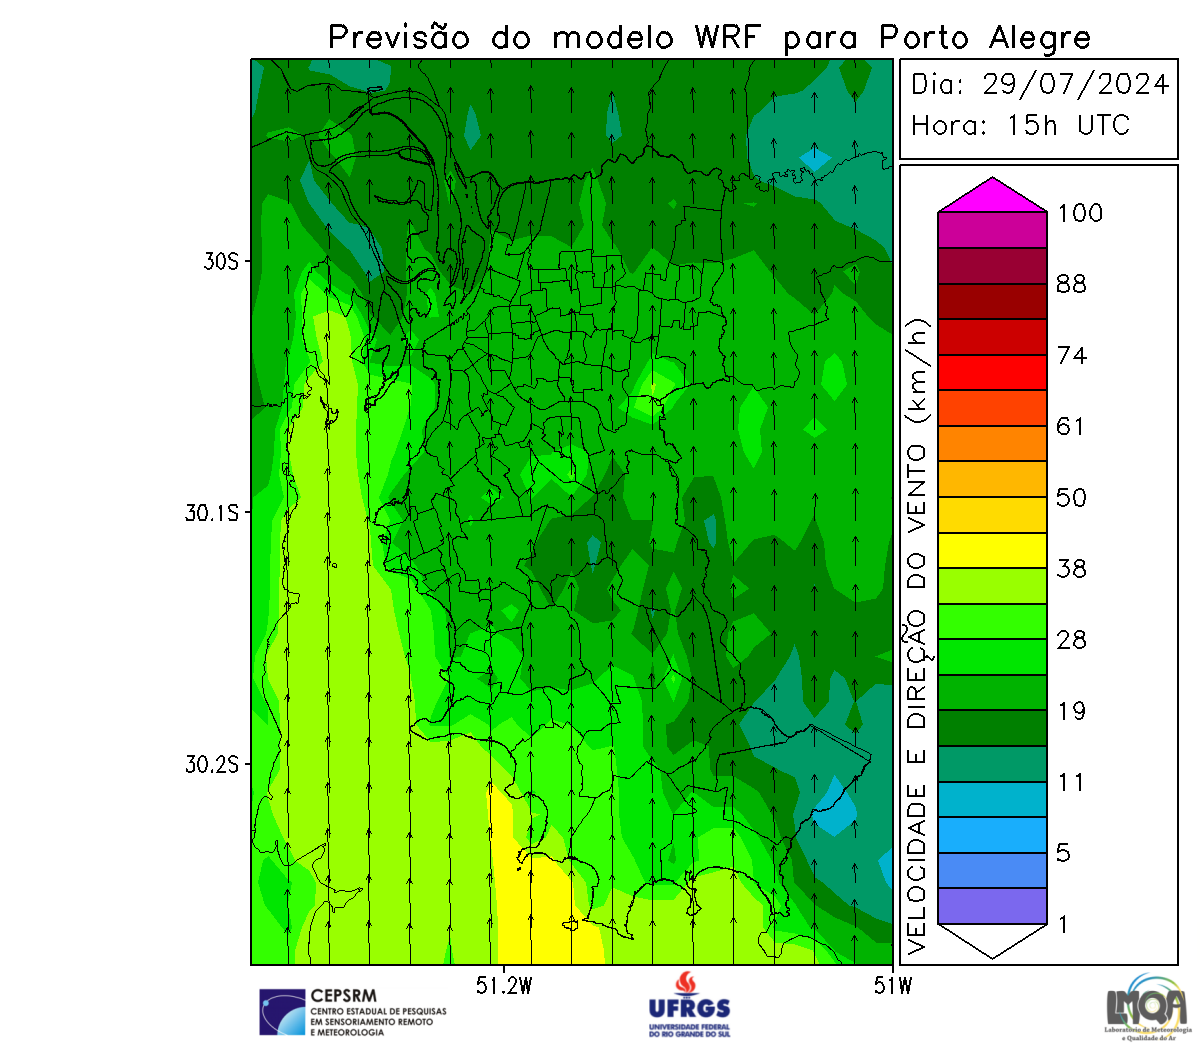 Previsão do modelo WRF para Porto Alegre
Dia: 29/07/2024
Hora: 15h UTC
30S
30.1S
30.2S
51.2W
51W
VELOCIDADE E DIREÇÃO DO VENTO (km/h)
100
88
74
61
50
38
28
19
11
5
1
CEPSRM
CENTRO ESTADUAL DE PESQUISAS
EM SENSORIAMENTO REMOTO
E METEOROLOGIA
UFRGS
UNIVERSIDADE FEDERAL
DO RIO GRANDE DO SUL
LMQA
Laboratório de Meteorologia
e Qualidade do Ar